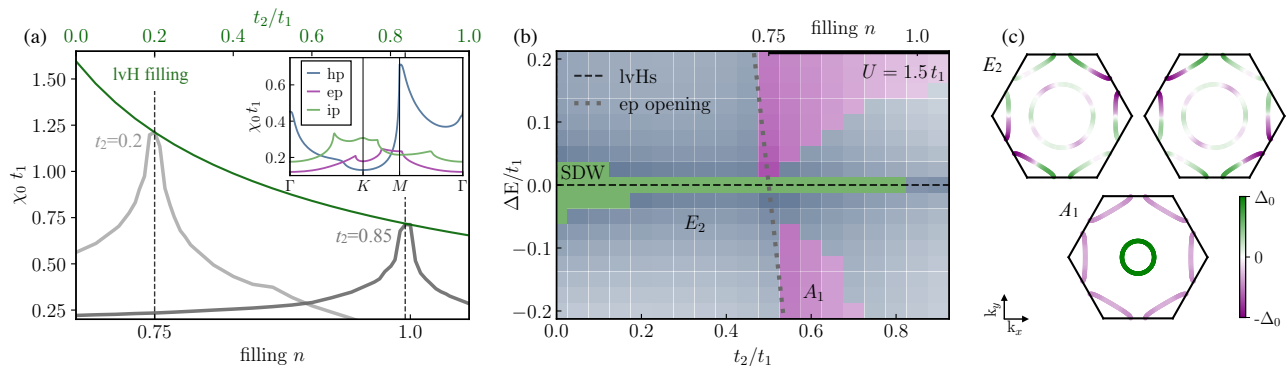 (a)
t₂/t₁
0.0 0.2 0.4 0.6 0.8 1.0
lvH filling
χ₀ t₁
1.50
1.25
1.00
0.75
0.50
0.25
t₂=0.2
t₂=0.85
0.75 1.0
filling n
hp
ep
ip
χ₀ t₁
0.6
0.4
0.2
Γ K M Γ
(b)
filling n
0.75 1.0
U = 1.5 t₁
lvHs
ep opening
ΔE/t₁
0.2
0.1
0.0
−0.1
−0.2
SDW
E₂
A₁
0.0 0.2 0.4 0.6 0.8
t₂/t₁
(c)
E₂
A₁
Δ₀
0
-Δ₀
k_y
k_x